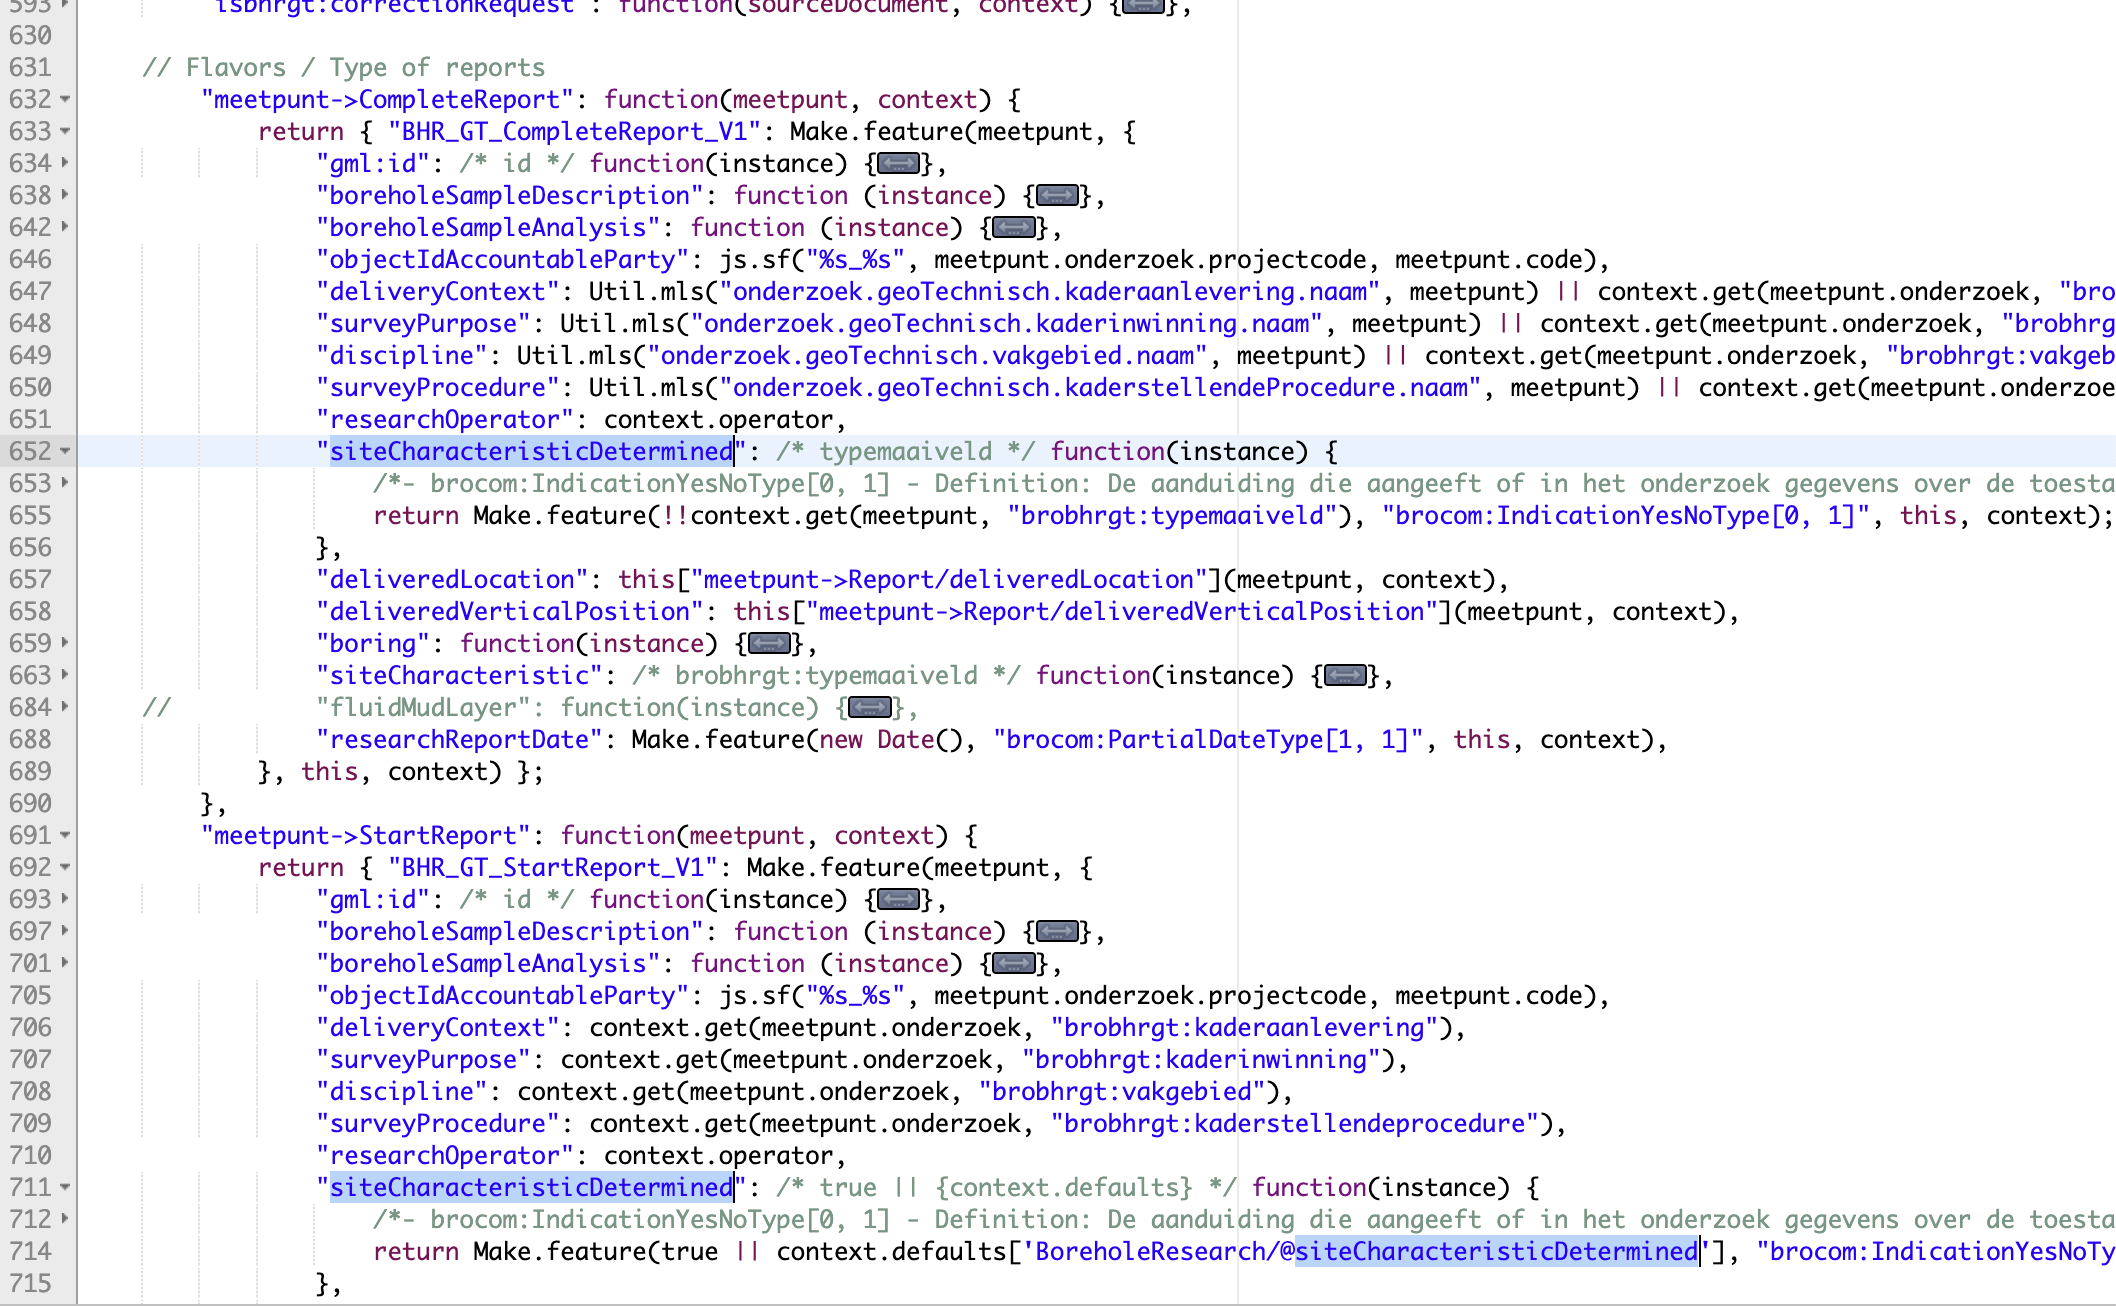 593 isbhrgt:correctionRequest": function(sourceDocument, context) {},
630
631 // Flavors / Type of reports
632 "meetpunt->CompleteReport": function(meetpunt, context) {
633 return { "BHR_GT_CompleteReport_V1": Make.feature(meetpunt, {
634 "gml:id": /* id */ function(instance) {},
638 "boreholeSampleDescription": function (instance) {},
642 "boreholeSampleAnalysis": function (instance) {},
646 "objectIdAccountableParty": js.sf("%s_%s", meetpunt.onderzoek.projectcode, meetpunt.code),
647 "deliveryContext": Util.mls("onderzoek.geoTechnisch.kaderaanlevering.naam", meetpunt) || context.get(meetpunt.onderzoek, "bro
648 "surveyPurpose": Util.mls("onderzoek.geoTechnisch.kaderinwinning.naam", meetpunt) || context.get(meetpunt.onderzoek, "brobhrg
649 "discipline": Util.mls("onderzoek.geoTechnisch.vakgebied.naam", meetpunt) || context.get(meetpunt.onderzoek, "brobhrgt:vakgeb
650 "surveyProcedure": Util.mls("onderzoek.geoTechnisch.kaderstellendeProcedure.naam", meetpunt) || context.get(meetpunt.onderzoe
651 "researchOperator": context.operator,
652 "siteCharacteristicDetermined": /* typemaaiveld */ function(instance) {
653 /*- brocom:IndicationYesNoType[0, 1] - Definition: De aanduiding die aangeeft of in het onderzoek gegevens over de toesta
655 return Make.feature(!!context.get(meetpunt, "brobhrgt:typemaaiveld"), "brocom:IndicationYesNoType[0, 1]", this, context);
656 },
657 "deliveredLocation": this["meetpunt->Report/deliveredLocation"](meetpunt, context),
658 "deliveredVerticalPosition": this["meetpunt->Report/deliveredVerticalPosition"](meetpunt, context),
659 "boring": function(instance) {},
663 "siteCharacteristic": /* brobhrgt:typemaaiveld */ function(instance) {},
684 // "fluidMudLayer": function(instance) {},
688 "researchReportDate": Make.feature(new Date(), "brocom:PartialDateType[1, 1]", this, context),
689 }, this, context) };
690 },
691 "meetpunt->StartReport": function(meetpunt, context) {
692 return { "BHR_GT_StartReport_V1": Make.feature(meetpunt, {
693 "gml:id": /* id */ function(instance) {},
697 "boreholeSampleDescription": function (instance) {},
701 "boreholeSampleAnalysis": function (instance) {},
705 "objectIdAccountableParty": js.sf("%s_%s", meetpunt.onderzoek.projectcode, meetpunt.code),
706 "deliveryContext": context.get(meetpunt.onderzoek, "brobhrgt:kaderaanlevering"),
707 "surveyPurpose": context.get(meetpunt.onderzoek, "brobhrgt:kaderinwinning"),
708 "discipline": context.get(meetpunt.onderzoek, "brobhrgt:vakgebied"),
709 "surveyProcedure": context.get(meetpunt.onderzoek, "brobhrgt:kaderstellendeprocedure"),
710 "researchOperator": context.operator,
711 "siteCharacteristicDetermined": /* true || {context.defaults} */ function(instance) {
712 /*- brocom:IndicationYesNoType[0, 1] - Definition: De aanduiding die aangeeft of in het onderzoek gegevens over de toesta
714 return Make.feature(true || context.defaults['BoreholeResearch/@siteCharacteristicDetermined'], "brocom:IndicationYesNoTy
715 },